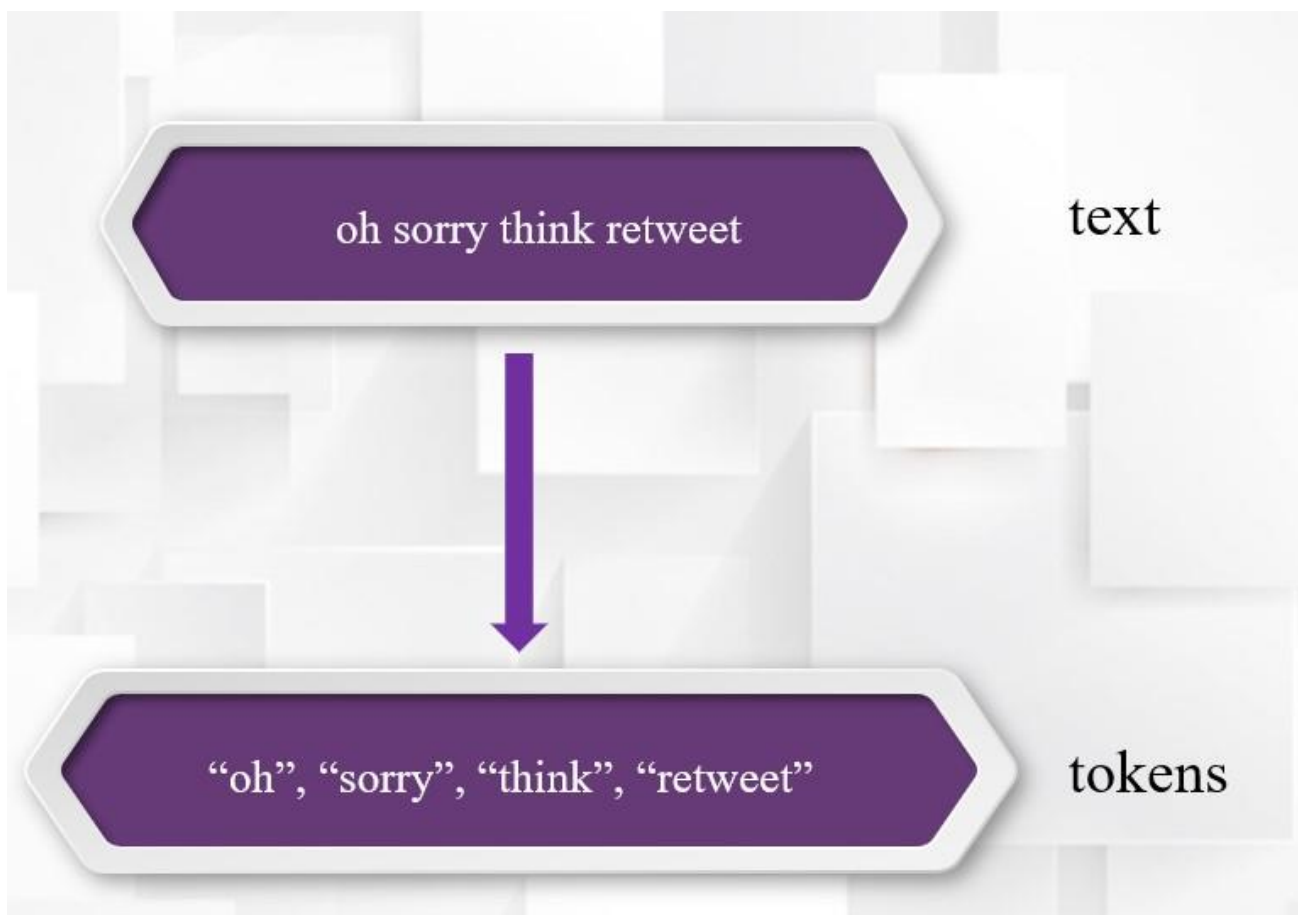 oh sorry think retweet
text
“oh”, “sorry”, “think”, “retweet”
tokens